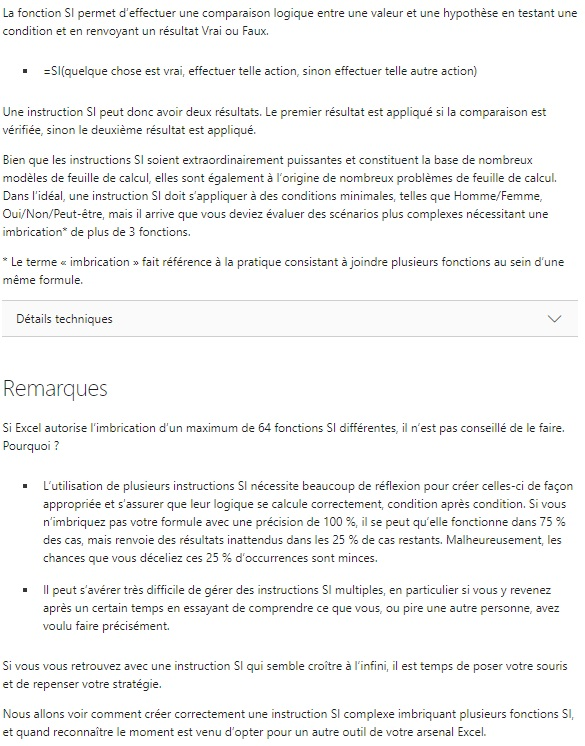 La fonction SI permet d'effectuer une comparaison logique entre une valeur et une hypothèse en testant une
condition et en renvoyant un résultat Vrai ou Faux.
▪ =SI(quelque chose est vrai, effectuer telle action, sinon effectuer telle autre action)
Une instruction SI peut donc avoir deux résultats. Le premier résultat est appliqué si la comparaison est
vérifiée, sinon le deuxième résultat est appliqué.
Bien que les instructions SI soient extraordinairement puissantes et constituent la base de nombreux
modèles de feuille de calcul, elles sont également à l'origine de nombreux problèmes de feuille de calcul.
Dans l'idéal, une instruction SI doit s'appliquer à des conditions minimales, telles que Homme/Femme,
Oui/Non/Peut-être, mais il arrive que vous deviez évaluer des scénarios plus complexes nécessitant une
imbrication* de plus de 3 fonctions.
* Le terme « imbrication » fait référence à la pratique consistant à joindre plusieurs fonctions au sein d'une
même formule.
Détails techniques
Remarques
Si Excel autorise l'imbrication d'un maximum de 64 fonctions SI différentes, il n'est pas conseillé de le faire.
Pourquoi ?
▪ L'utilisation de plusieurs instructions SI nécessite beaucoup de réflexion pour créer celles-ci de façon
appropriée et s'assurer que leur logique se calcule correctement, condition après condition. Si vous
n'imbriquez pas votre formule avec une précision de 100 %, il se peut qu'elle fonctionne dans 75 %
des cas, mais renvoie des résultats inattendus dans les 25 % de cas restants. Malheureusement, les
chances que vous déceliez ces 25 % d'occurrences sont minces.
▪ Il peut s'avérer très difficile de gérer des instructions SI multiples, en particulier si vous y revenez
après un certain temps en essayant de comprendre ce que vous, ou pire une autre personne, avez
voulu faire précisément.
Si vous vous retrouvez avec une instruction SI qui semble croître à l'infini, il est temps de poser votre souris
et de repenser votre stratégie.
Nous allons voir comment créer correctement une instruction SI complexe imbriquant plusieurs fonctions SI,
et quand reconnaître le moment est venu d'opter pour un autre outil de votre arsenal Excel.